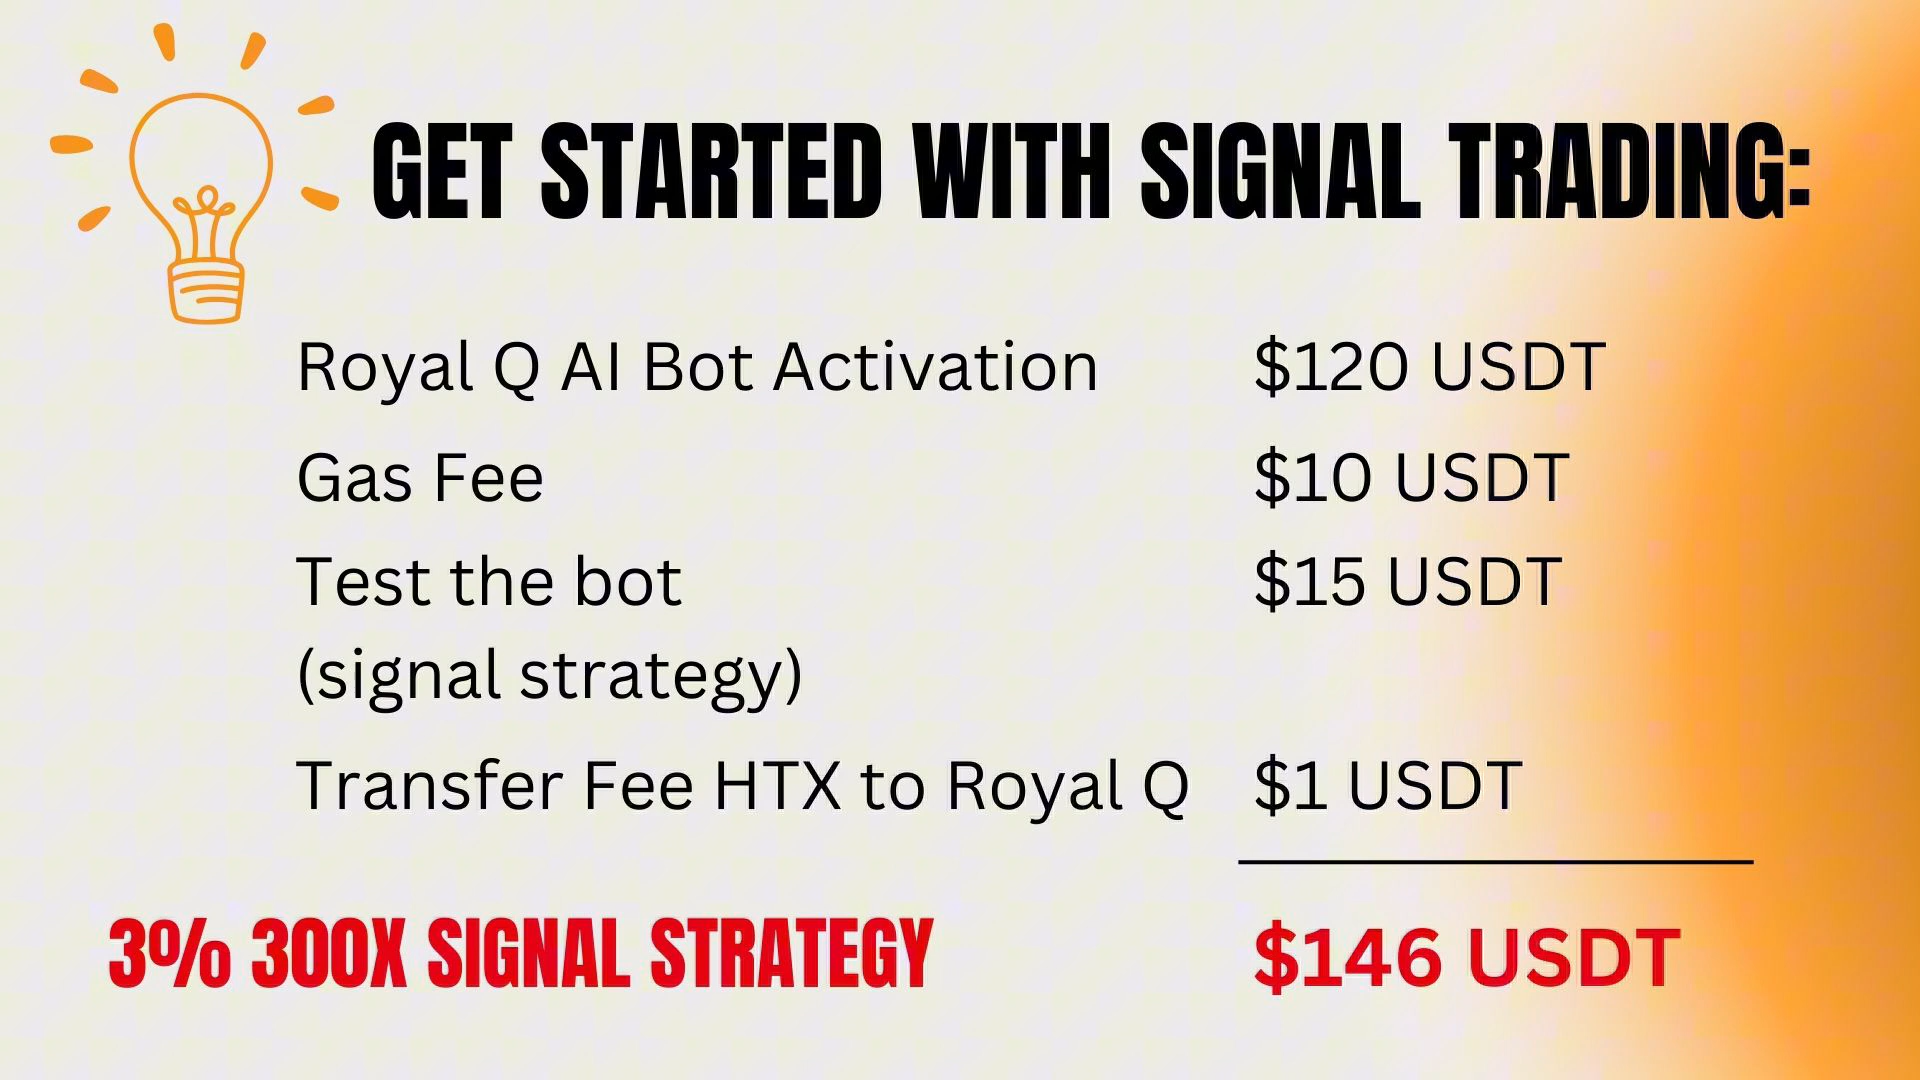 GET STARTED WITH SIGNAL TRADING:
Royal Q AI Bot Activation $120 USDT
Gas Fee $10 USDT
Test the bot $15 USDT
(signal strategy)
Transfer Fee HTX to Royal Q $1 USDT
3% 300X SIGNAL STRATEGY $146 USDT